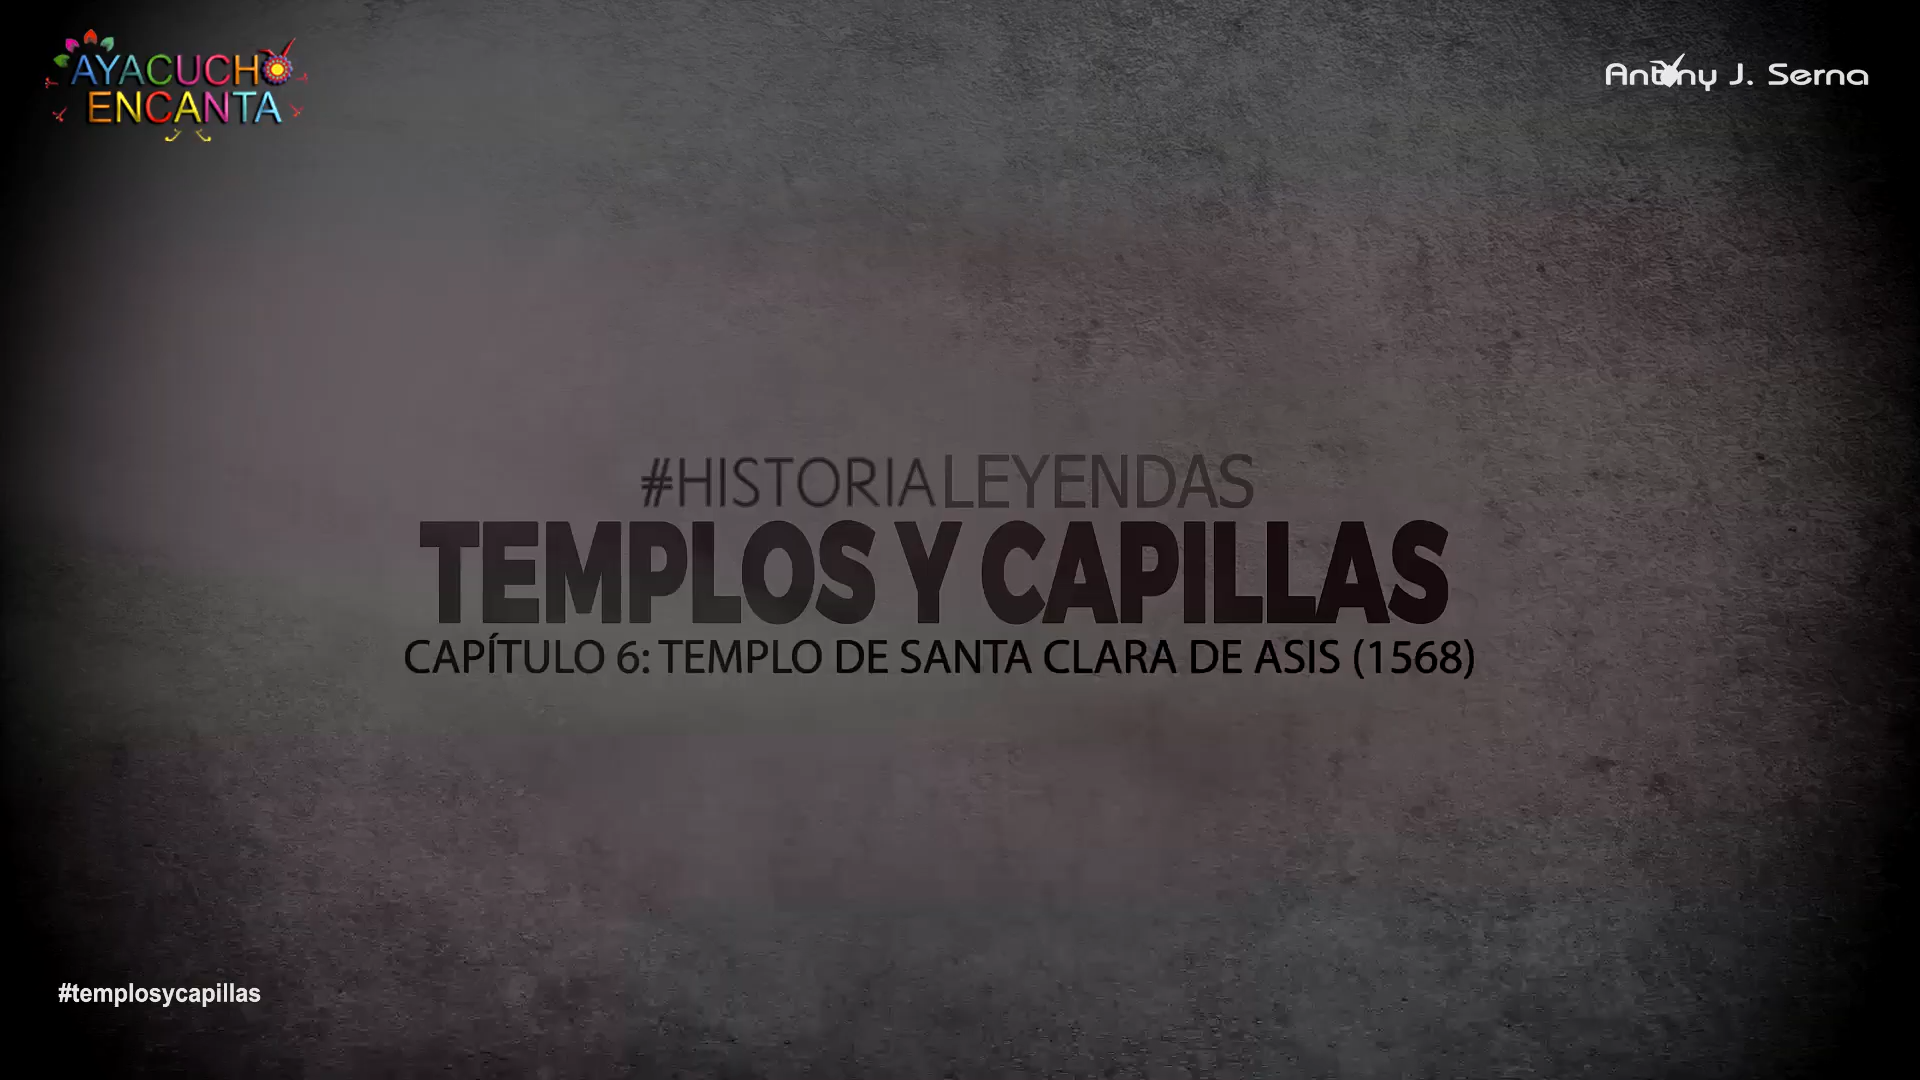 AYACUCHO
ENCANTA
Antony J. Serna
#HISTORIALEYENDAS
TEMPLOS Y CAPILLAS
CAPÍTULO 6: TEMPLO DE SANTA CLARA DE ASIS (1568)
#templosycapillas